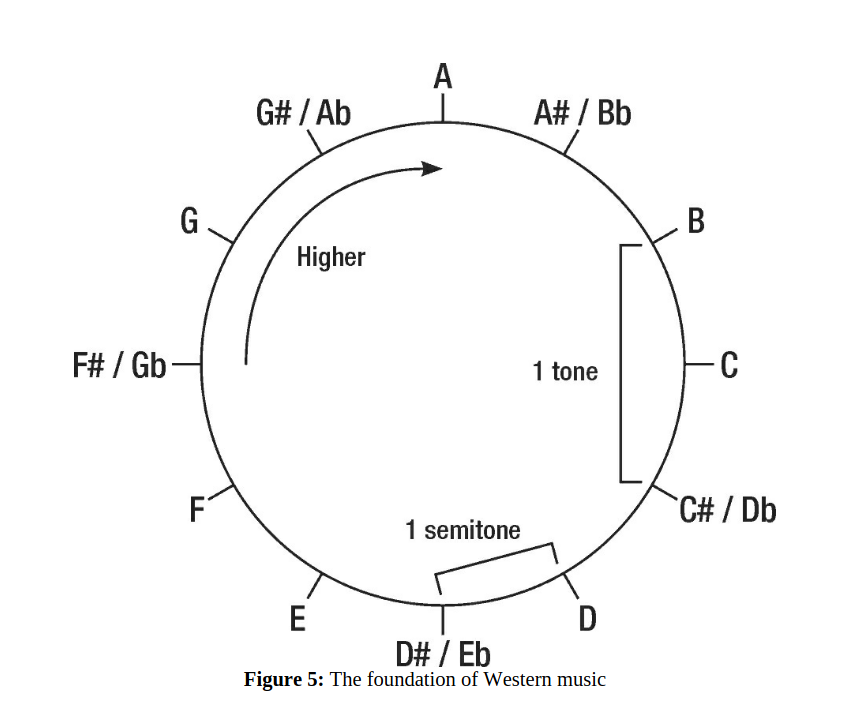 A
G# / Ab
A# / Bb
G
B
Higher
F# / Gb
1 tone
C
F
C# / Db
1 semitone
E
D
D# / Eb
Figure 5: The foundation of Western music